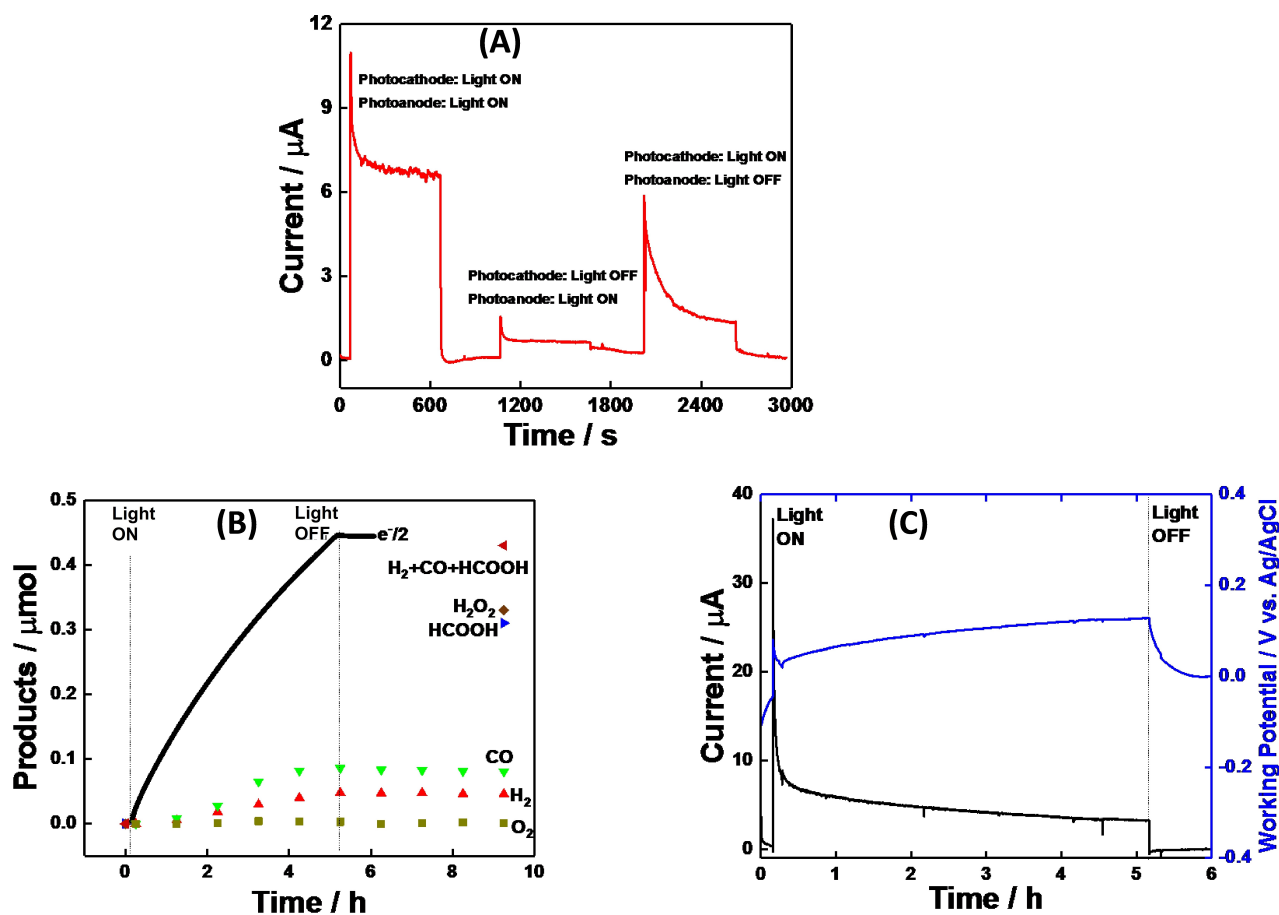 (A)
12
9
6
3
0
Current / µA
Photocathode: Light ON
Photoanode: Light ON
Photocathode: Light OFF
Photoanode: Light ON
Photocathode: Light ON
Photoanode: Light OFF
0 600 1200 1800 2400 3000
Time / s
(B)
0.5
0.4
0.3
0.2
0.1
0.0
Products / µmol
Light
ON
Light
OFF
e⁻/2
H₂+CO+HCOOH
H₂O₂
HCOOH
CO
H₂
O₂
0 2 4 6 8 10
Time / h
(C)
40
30
20
10
0
Current / µA
Light
ON
Light
OFF
0.4
0.2
0.0
-0.2
-0.4
Working Potential / V vs. Ag/AgCl
0 1 2 3 4 5 6
Time / h